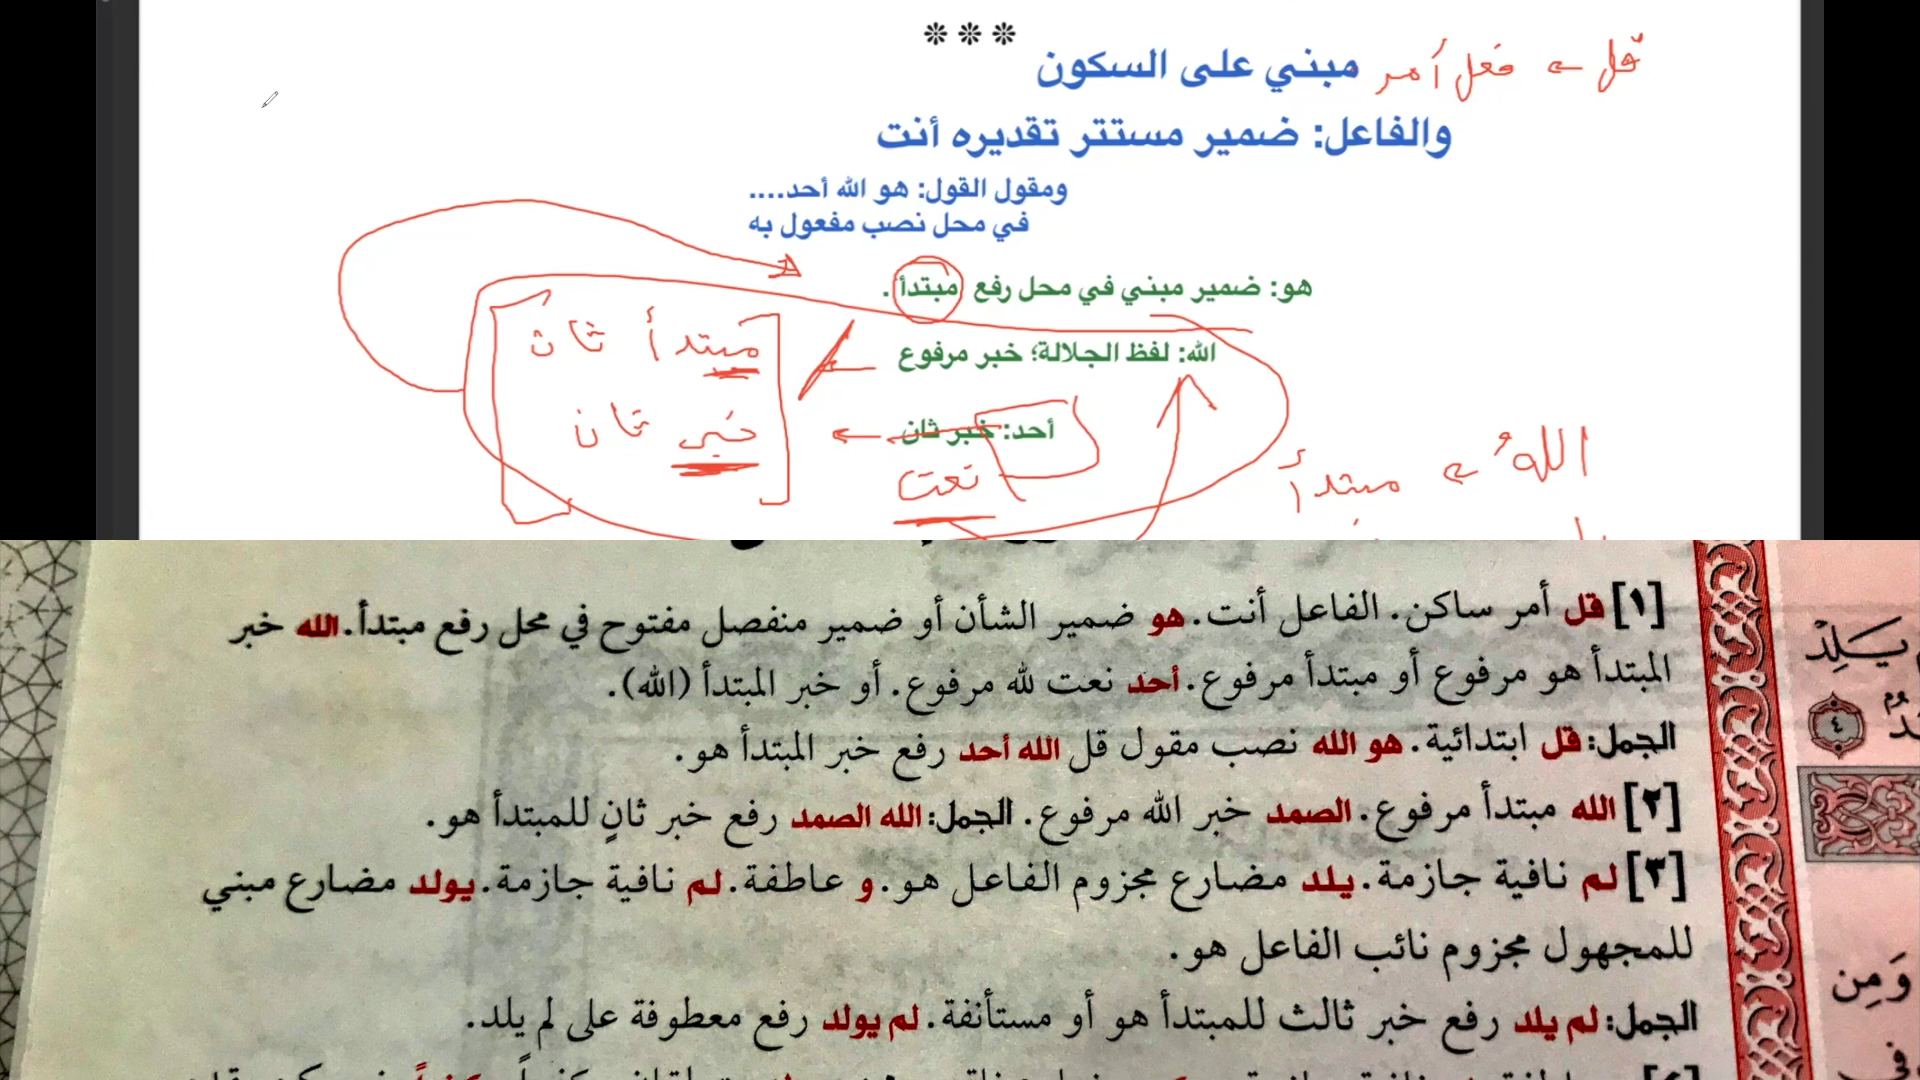 قل ← فعل أمر مبني على السكون
والفاعل: ضمير مستتر تقديره أنت
ومقول القول: هو الله أحد....
في محل نصب مفعول به
هو: ضمير مبني في محل رفع مبتدأ.
الله: لفظ الجلالة؛ خبر مرفوع ← مبتدأ ثان
أحد: خبر ثان ← خبر ثان
نعت
اللهُ ← مبتدأ
[١] قل أمر ساكن. الفاعل أنت. هو ضمير الشأن أو ضمير منفصل مفتوح في محل رفع مبتدأ. الله خبر
المبتدأ هو مرفوع أو مبتدأ مرفوع. أحد نعت لله مرفوع. أو خبر المبتدأ (الله).
الجمل: قل ابتدائية. هو الله نصب مقول قل الله أحد رفع خبر المبتدأ هو.
[٢] الله مبتدأ مرفوع. الصمد خبر الله مرفوع. الجمل: الله الصمد رفع خبر ثانٍ للمبتدأ هو.
[٣] لم نافية جازمة. يلد مضارع مجزوم الفاعل هو. و عاطفة. لم نافية جازمة. يولد مضارع مبني
للمجهول مجزوم نائب الفاعل هو.
الجمل: لم يلد رفع خبر ثالث للمبتدأ هو أو مستأنفة. لم يولد رفع معطوفة على لم يلد.
يَلِدْ
٤
وَمِن